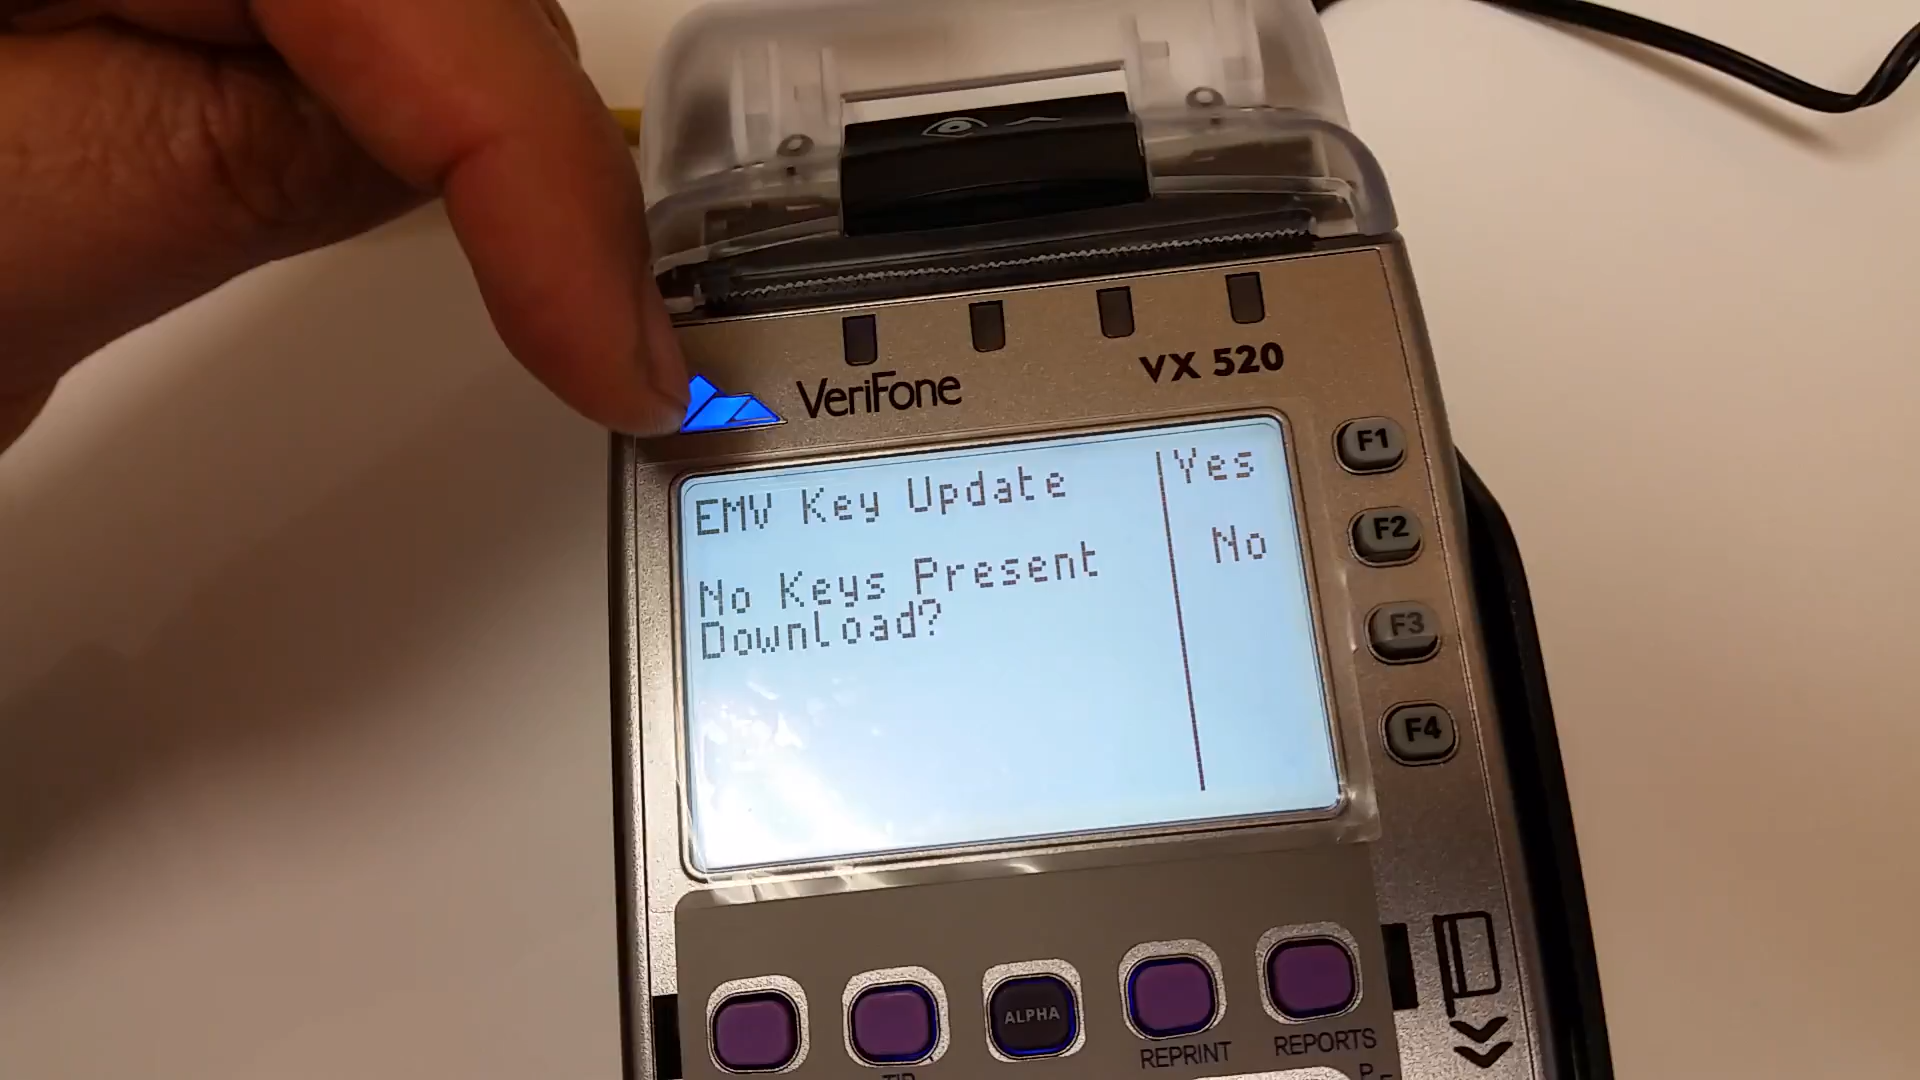 VeriFone
VX 520
EMV Key Update
Yes
No
No Keys Present
Download?
F1
F2
F3
F4
ALPHA
REPRINT
REPORTS